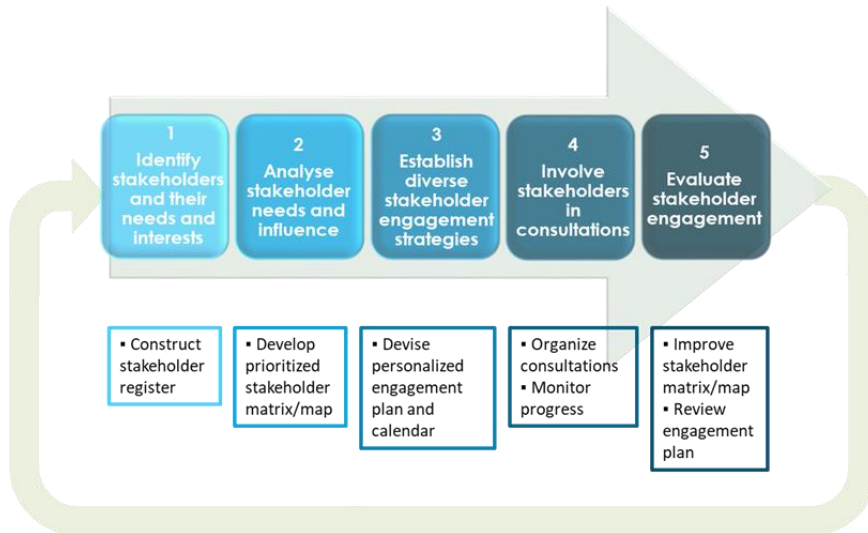 1
Identify
stakeholders
and their
needs and
interests
2
Analyse
stakeholder
needs and
influence
3
Establish
diverse
stakeholder
engagement
strategies
4
Involve
stakeholders
in
consultations
5
Evaluate
stakeholder
engagement
▪ Construct
stakeholder
register
▪ Develop
prioritized
stakeholder
matrix/map
▪ Devise
personalized
engagement
plan and
calendar
▪ Organize
consultations
▪ Monitor
progress
▪ Improve
stakeholder
matrix/map
▪ Review
engagement
plan